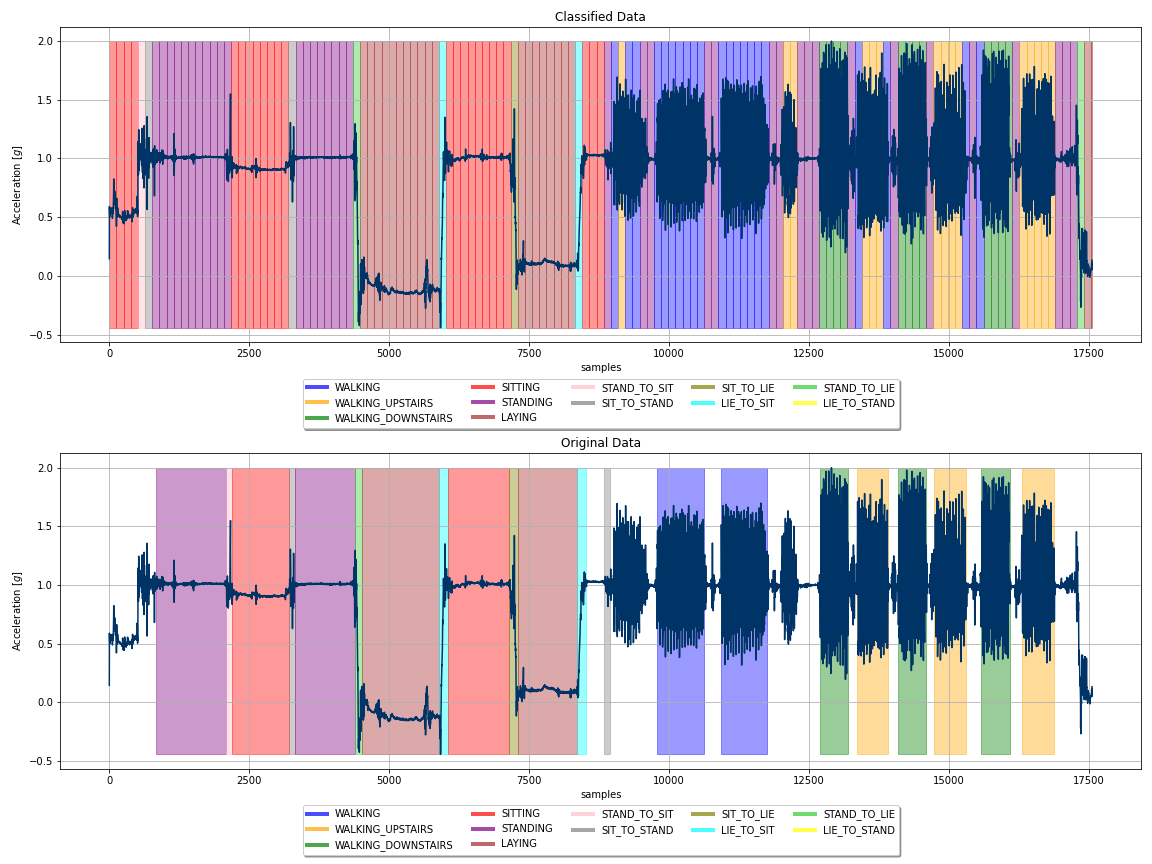 Classified Data
2.0
1.5
1.0
0.5
0.0
−0.5
Acceleration [g]
0 2500 5000 7500 10000 12500 15000 17500
samples
WALKING SITTING STAND_TO_SIT SIT_TO_LIE STAND_TO_LIE
WALKING_UPSTAIRS STANDING SIT_TO_STAND LIE_TO_SIT LIE_TO_STAND
WALKING_DOWNSTAIRS LAYING
Original Data
2.0
1.5
1.0
0.5
0.0
−0.5
Acceleration [g]
0 2500 5000 7500 10000 12500 15000 17500
samples
WALKING SITTING STAND_TO_SIT SIT_TO_LIE STAND_TO_LIE
WALKING_UPSTAIRS STANDING SIT_TO_STAND LIE_TO_SIT LIE_TO_STAND
WALKING_DOWNSTAIRS LAYING